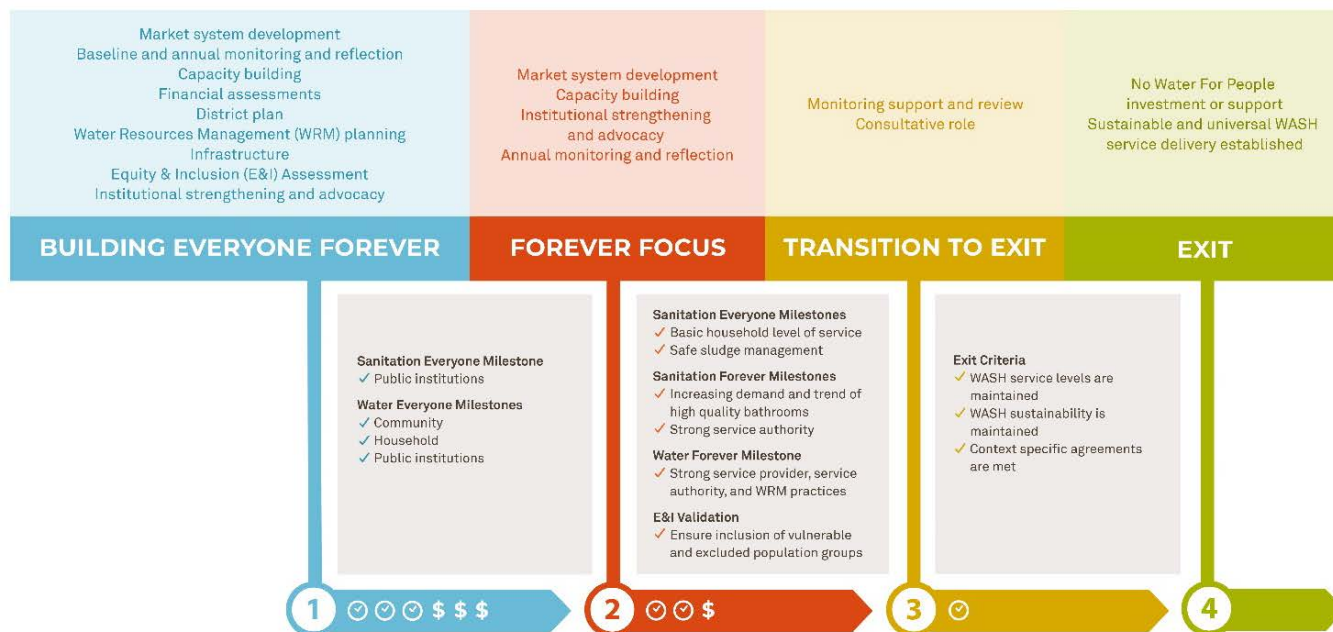 Market system development
Baseline and annual monitoring and reflection
Capacity building
Financial assessments
District plan
Water Resources Management (WRM) planning
Infrastructure
Equity & Inclusion (E&I) Assessment
Institutional strengthening and advocacy
Market system development
Capacity building
Institutional strengthening
and advocacy
Annual monitoring and reflection
Monitoring support and review
Consultative role
No Water For People
investment or support
Sustainable and universal WASH
service delivery established
BUILDING EVERYONE FOREVER
FOREVER FOCUS
TRANSITION TO EXIT
EXIT
Sanitation Everyone Milestone
✓ Public institutions
Water Everyone Milestones
✓ Community
✓ Household
✓ Public institutions
Sanitation Everyone Milestones
✓ Basic household level of service
✓ Safe sludge management
Sanitation Forever Milestones
✓ Increasing demand and trend of
high quality bathrooms
✓ Strong service authority
Water Forever Milestone
✓ Strong service provider, service
authority, and WRM practices
E&I Validation
✓ Ensure inclusion of vulnerable
and excluded population groups
Exit Criteria
✓ WASH service levels are
maintained
✓ WASH sustainability is
maintained
✓ Context specific agreements
are met
1 $ $ $
2 $
3
4